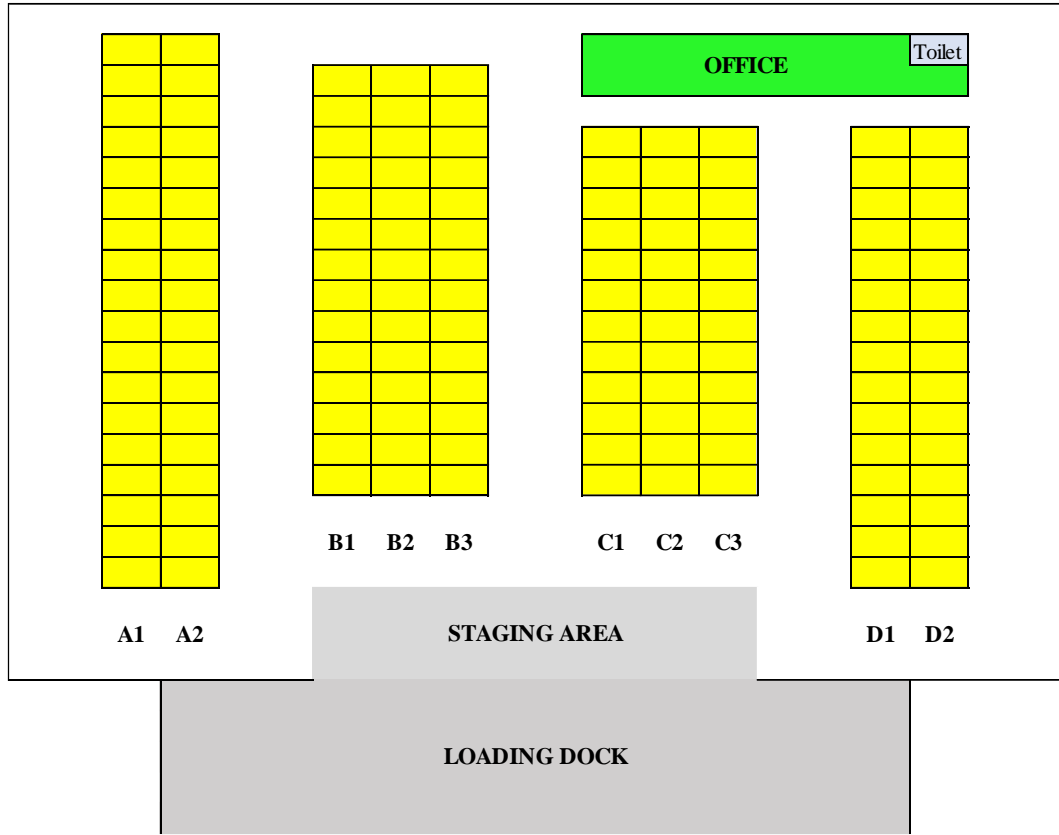 Toilet
OFFICE
B1 B2 B3 C1 C2 C3
A1 A2 STAGING AREA D1 D2
LOADING DOCK